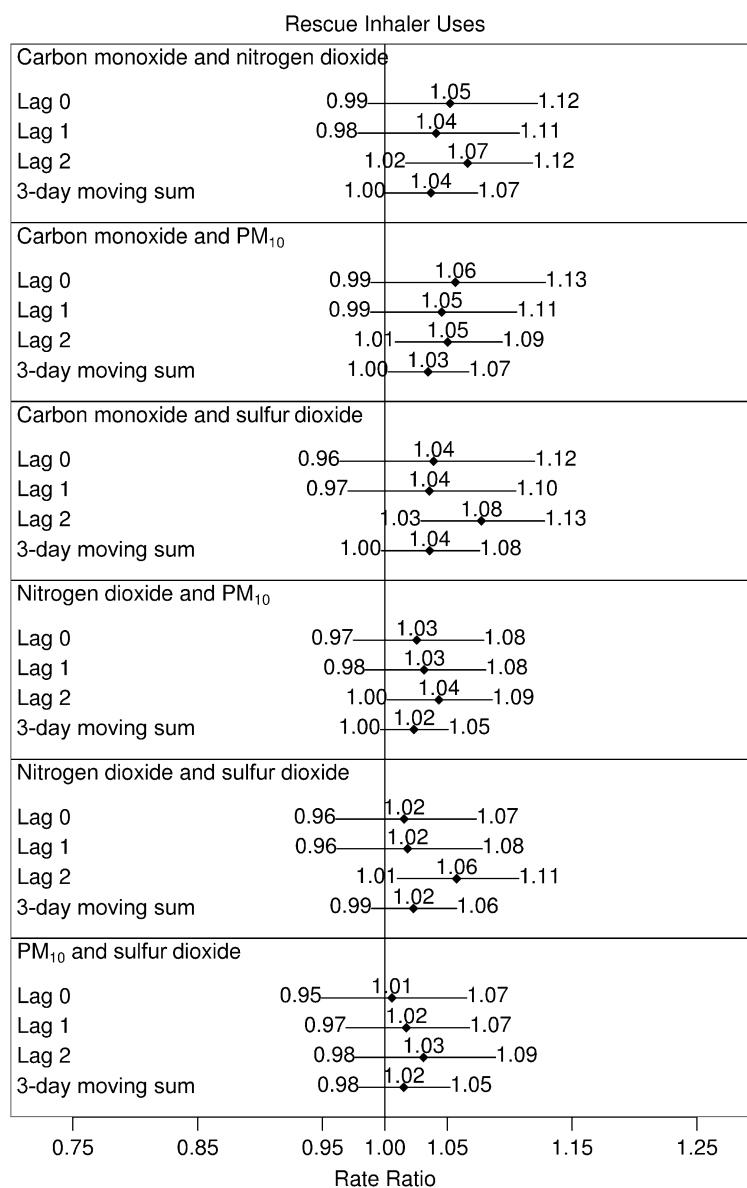 Rescue Inhaler Uses
Carbon monoxide and nitrogen dioxide
Lag 0 0.99 1.05 1.12
Lag 1 0.98 1.04 1.11
Lag 2 1.02 1.07 1.12
3-day moving sum 1.00 1.04 1.07
Carbon monoxide and PM₁₀
Lag 0 0.99 1.06 1.13
Lag 1 0.99 1.05 1.11
Lag 2 1.01 1.05 1.09
3-day moving sum 1.00 1.03 1.07
Carbon monoxide and sulfur dioxide
Lag 0 0.96 1.04 1.12
Lag 1 0.97 1.04 1.10
Lag 2 1.03 1.08 1.13
3-day moving sum 1.00 1.04 1.08
Nitrogen dioxide and PM₁₀
Lag 0 0.97 1.03 1.08
Lag 1 0.98 1.03 1.08
Lag 2 1.00 1.04 1.09
3-day moving sum 1.00 1.02 1.05
Nitrogen dioxide and sulfur dioxide
Lag 0 0.96 1.02 1.07
Lag 1 0.96 1.02 1.08
Lag 2 1.01 1.06 1.11
3-day moving sum 0.99 1.02 1.06
PM₁₀ and sulfur dioxide
Lag 0 0.95 1.01 1.07
Lag 1 0.97 1.02 1.07
Lag 2 0.98 1.03 1.09
3-day moving sum 0.98 1.02 1.05
0.75 0.85 0.95 1.00 1.05 1.15 1.25
Rate Ratio